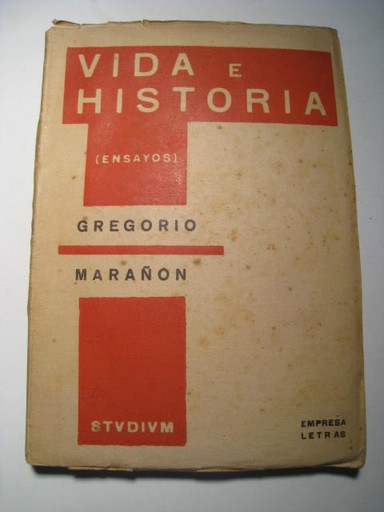 VIDA E
HISTORIA
(ENSAYOS)
GREGORIO
MARAÑON
STVDIVM
EMPRESA
LETRAS